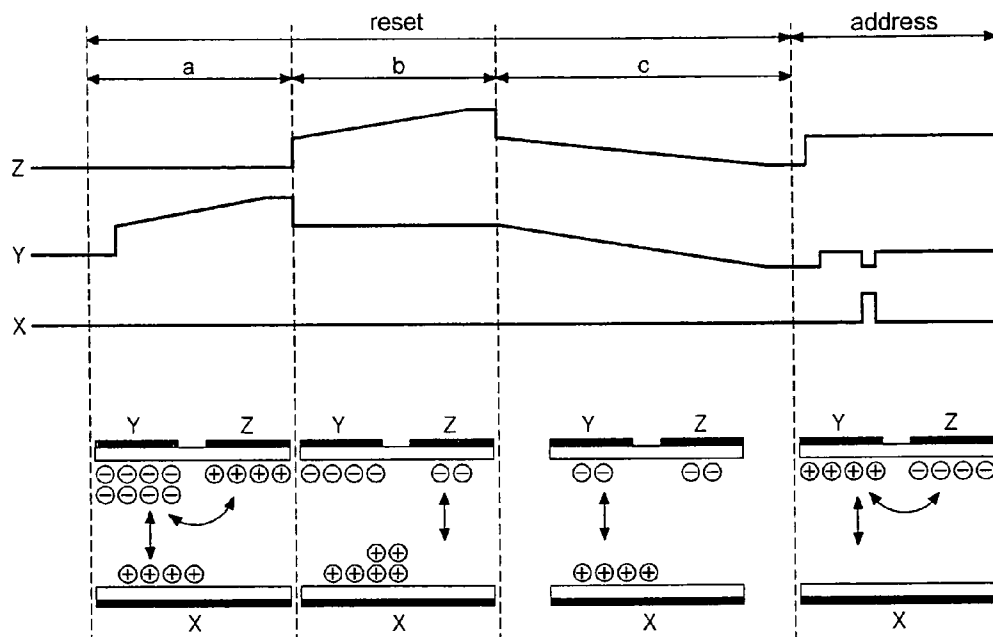 reset address
a b c
Z
Y
X
Y Z Y Z Y Z Y Z
⊖⊖⊖⊖ ⊕⊕⊕⊕ ⊖⊖⊖⊖ ⊖⊖ ⊖⊖ ⊖⊖ ⊕⊕⊕⊕ ⊖⊖⊖⊖
⊖⊖⊖⊖
⊕⊕
⊕⊕⊕⊕ ⊕⊕⊕⊕ ⊕⊕⊕⊕
X X X X